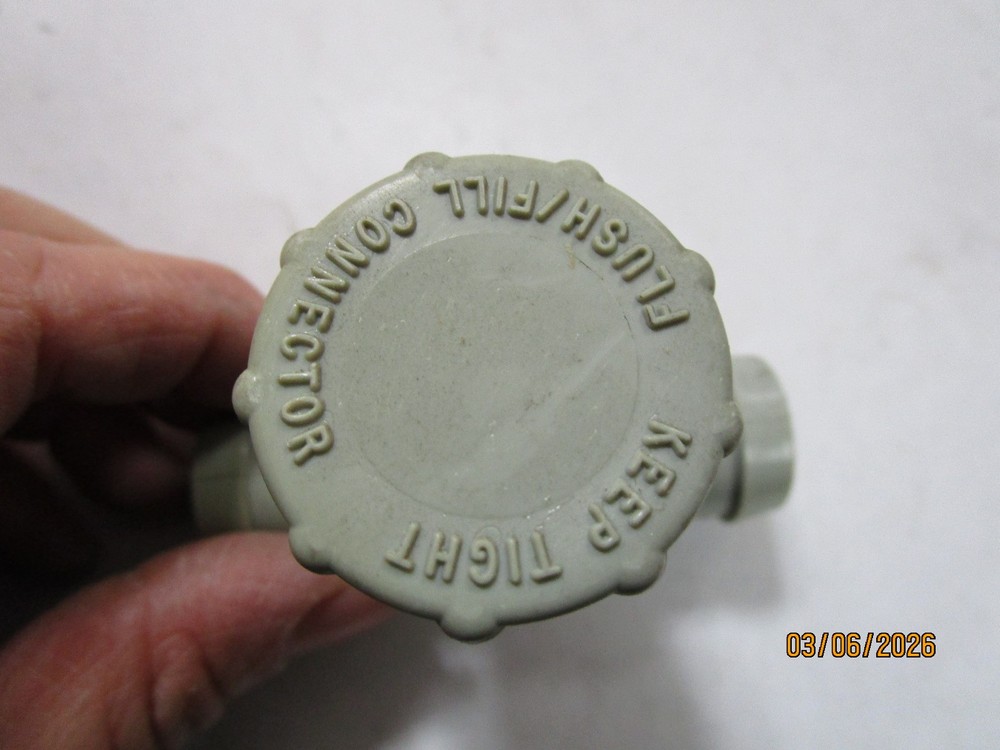 FLUSH/FILL CONNECTOR
KEEP TIGHT
03/06/2026